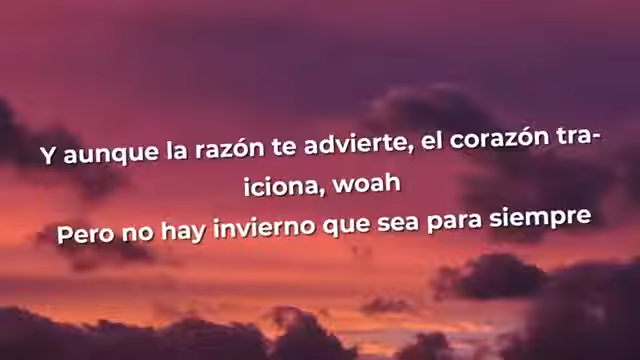 Y aunque la razón te advierte, el corazón tra-
iciona, woah
Pero no hay invierno que sea para siempre